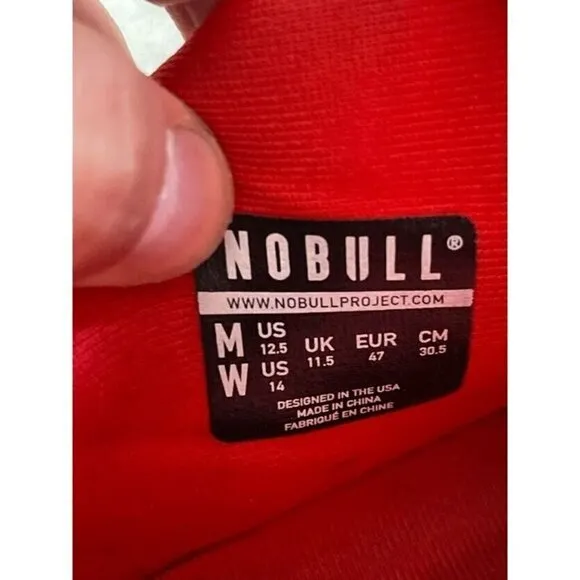 NOBULL®
WWW.NOBULLPROJECT.COM
M US 12.5 UK 11.5 EUR 47 CM 30.5
W US 14
DESIGNED IN THE USA
MADE IN CHINA
FABRIQUÉ EN CHINE